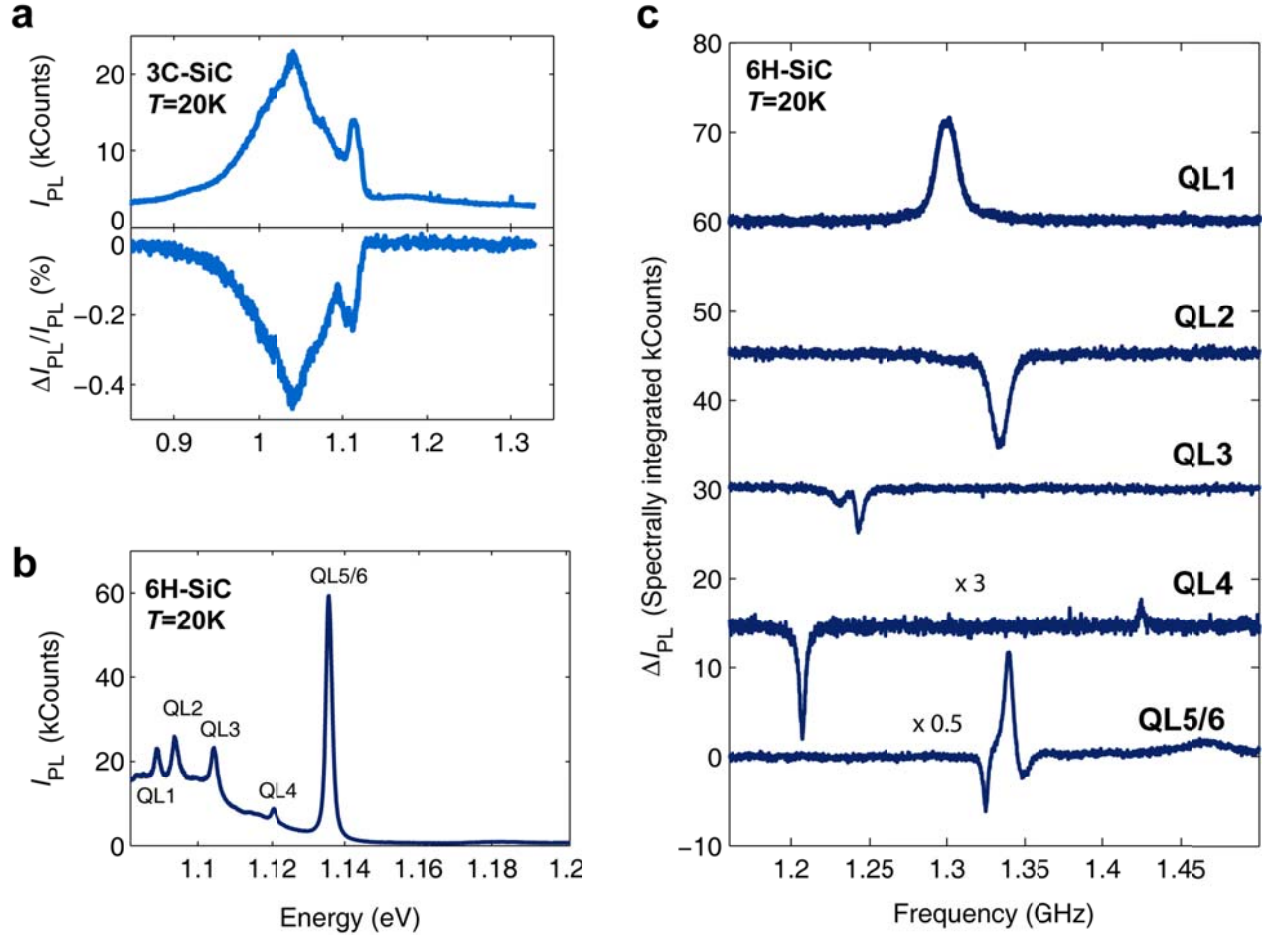 a
3C-SiC
T=20K
I_PL (kCounts)
20
10
0
ΔI_PL/I_PL (%)
0
−0.2
−0.4
0.9 1 1.1 1.2 1.3
b
6H-SiC
T=20K
I_PL (kCounts)
60
40
20
0
QL1
QL2
QL3
QL4
QL5/6
1.1 1.12 1.14 1.16 1.18 1.2
Energy (eV)
c
6H-SiC
T=20K
ΔI_PL (Spectrally integrated kCounts)
80
70
60
50
40
30
20
10
0
−10
QL1
QL2
QL3
x 3
QL4
x 0.5
QL5/6
1.2 1.25 1.3 1.35 1.4 1.45
Frequency (GHz)